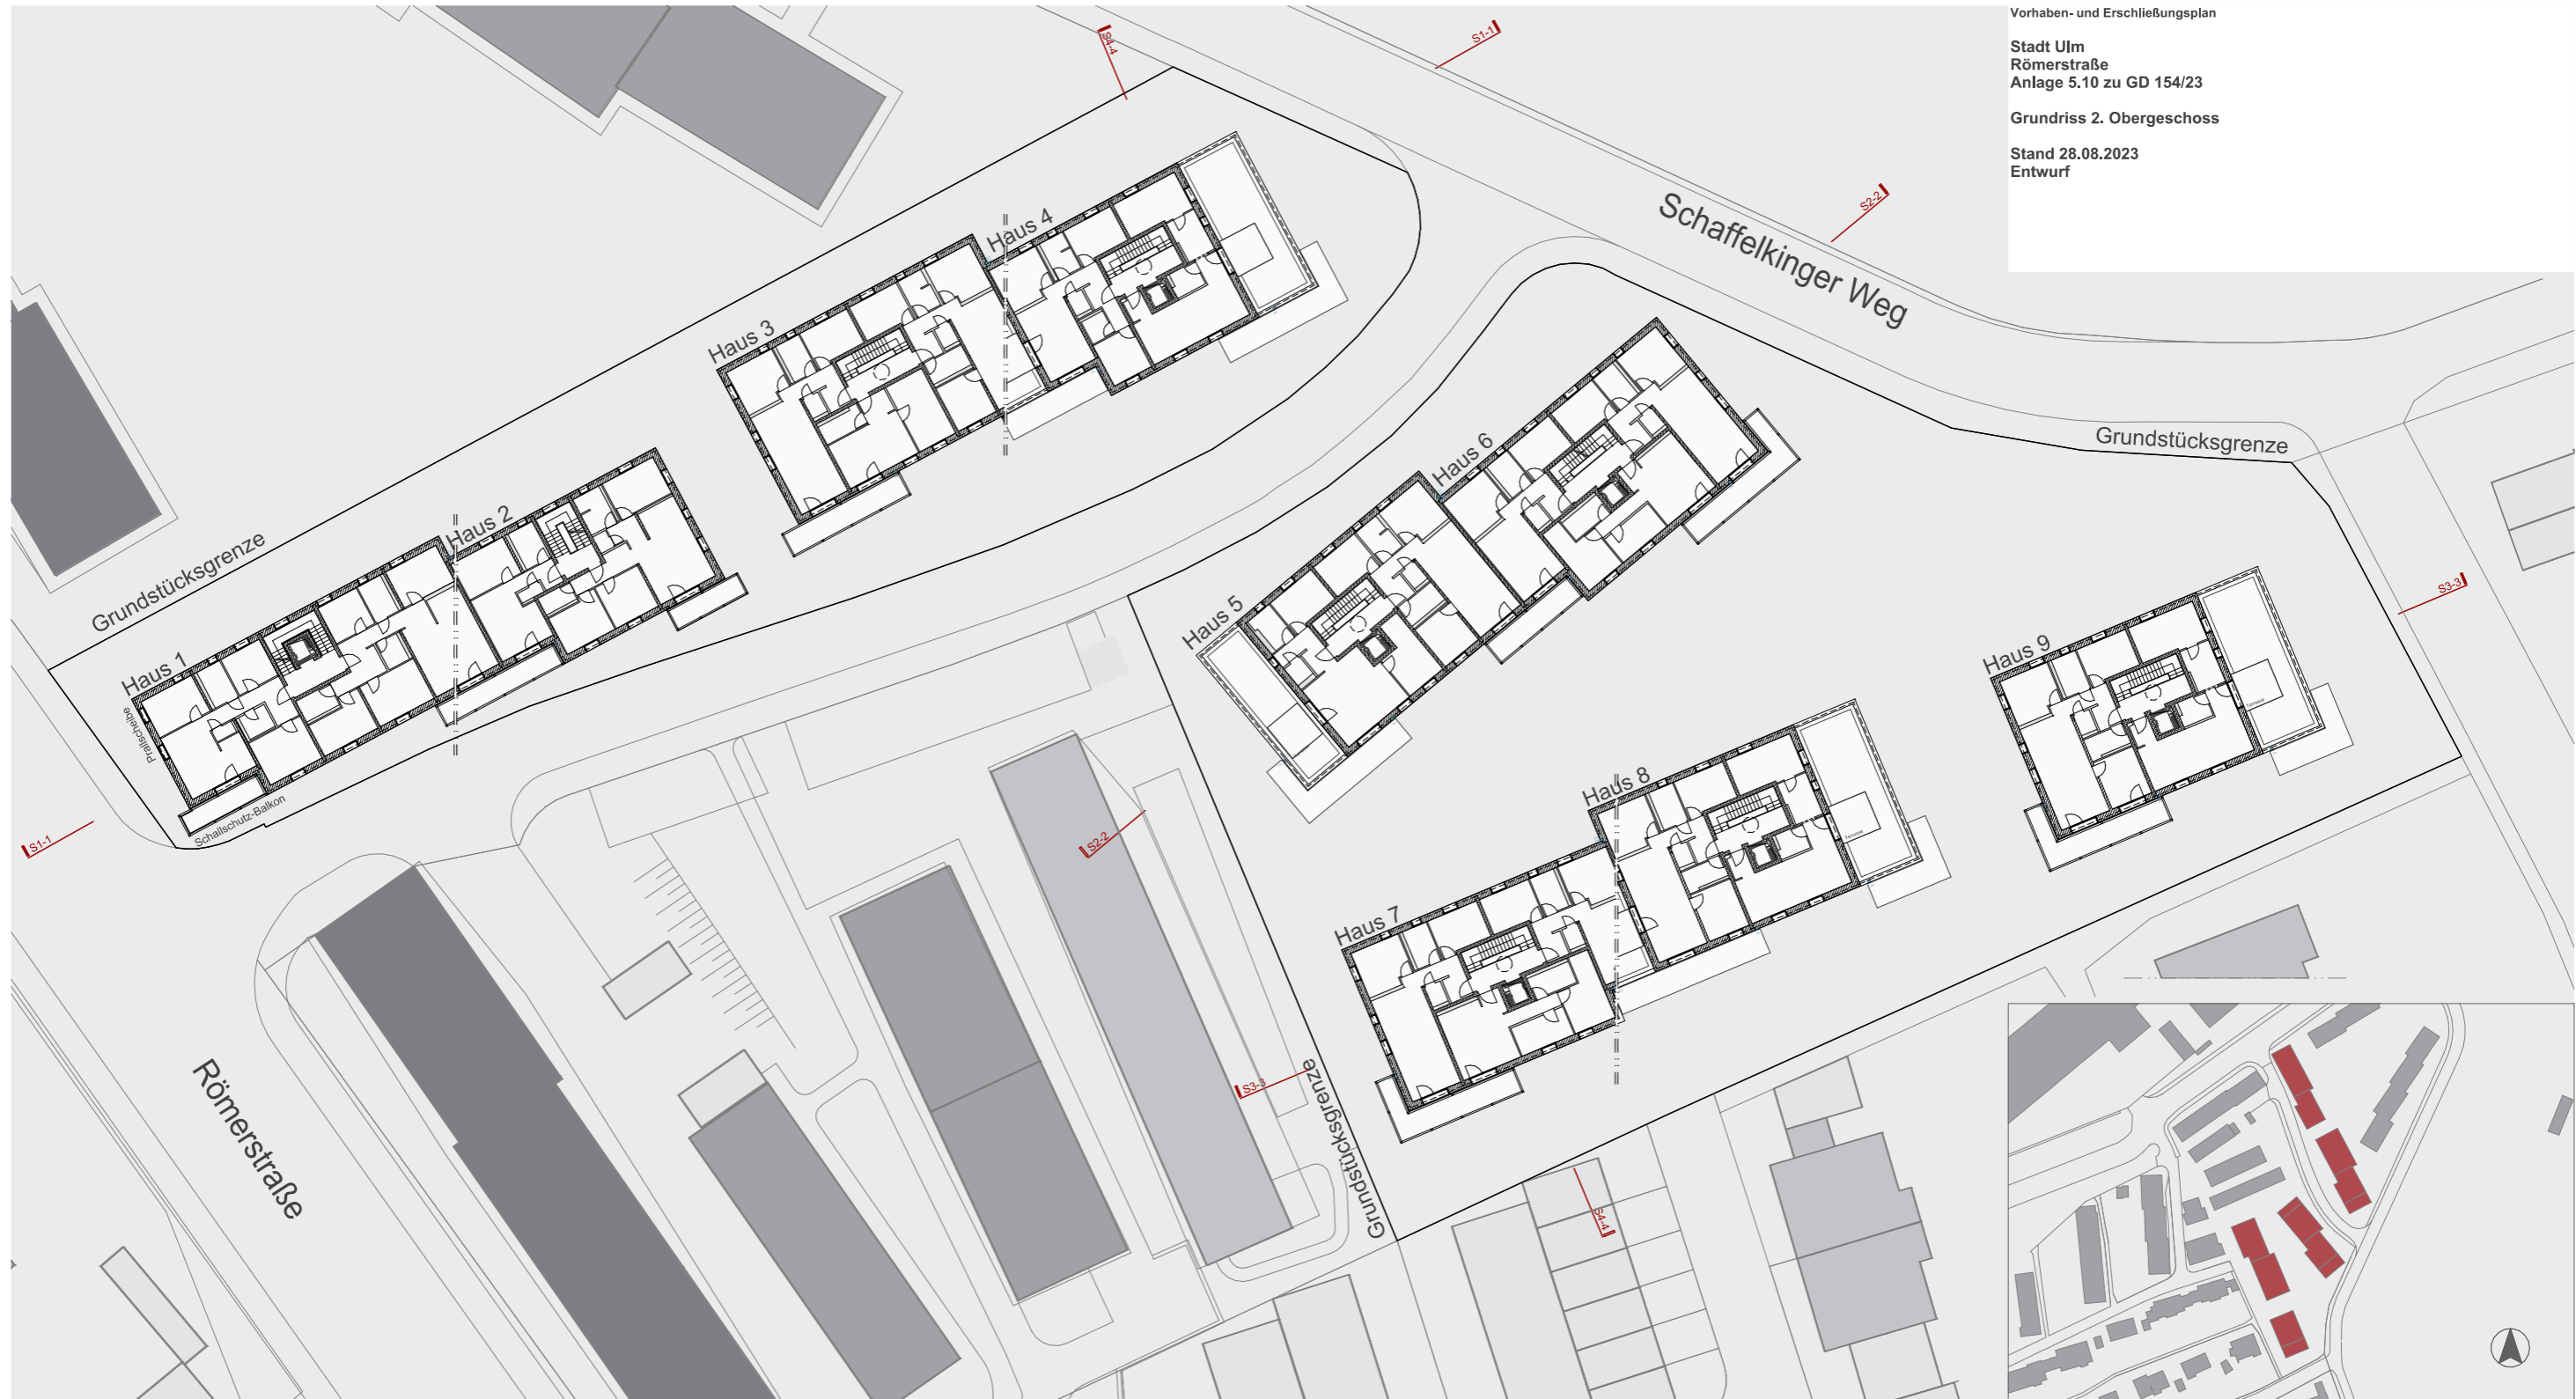 Vorhaben- und Erschließungsplan
Stadt Ulm
Römerstraße
Anlage 5.10 zu GD 154/23
Grundriss 2. Obergeschoss
Stand 28.08.2023
Entwurf
S4-4
S1-1
S2-2
Schaffelkinger Weg
Haus 4
Haus 3
Grundstücksgrenze
Haus 6
Haus 2
Grundstücksgrenze
S3-3
Haus 5
Haus 9
Haus 1
Prallscheibe
Terrasse
Haus 8
Schallschutz-Balkon
S1-1
S2-2
Terrasse
Haus 7
Römerstraße
S3-3
Grundstücksgrenze
S4-4